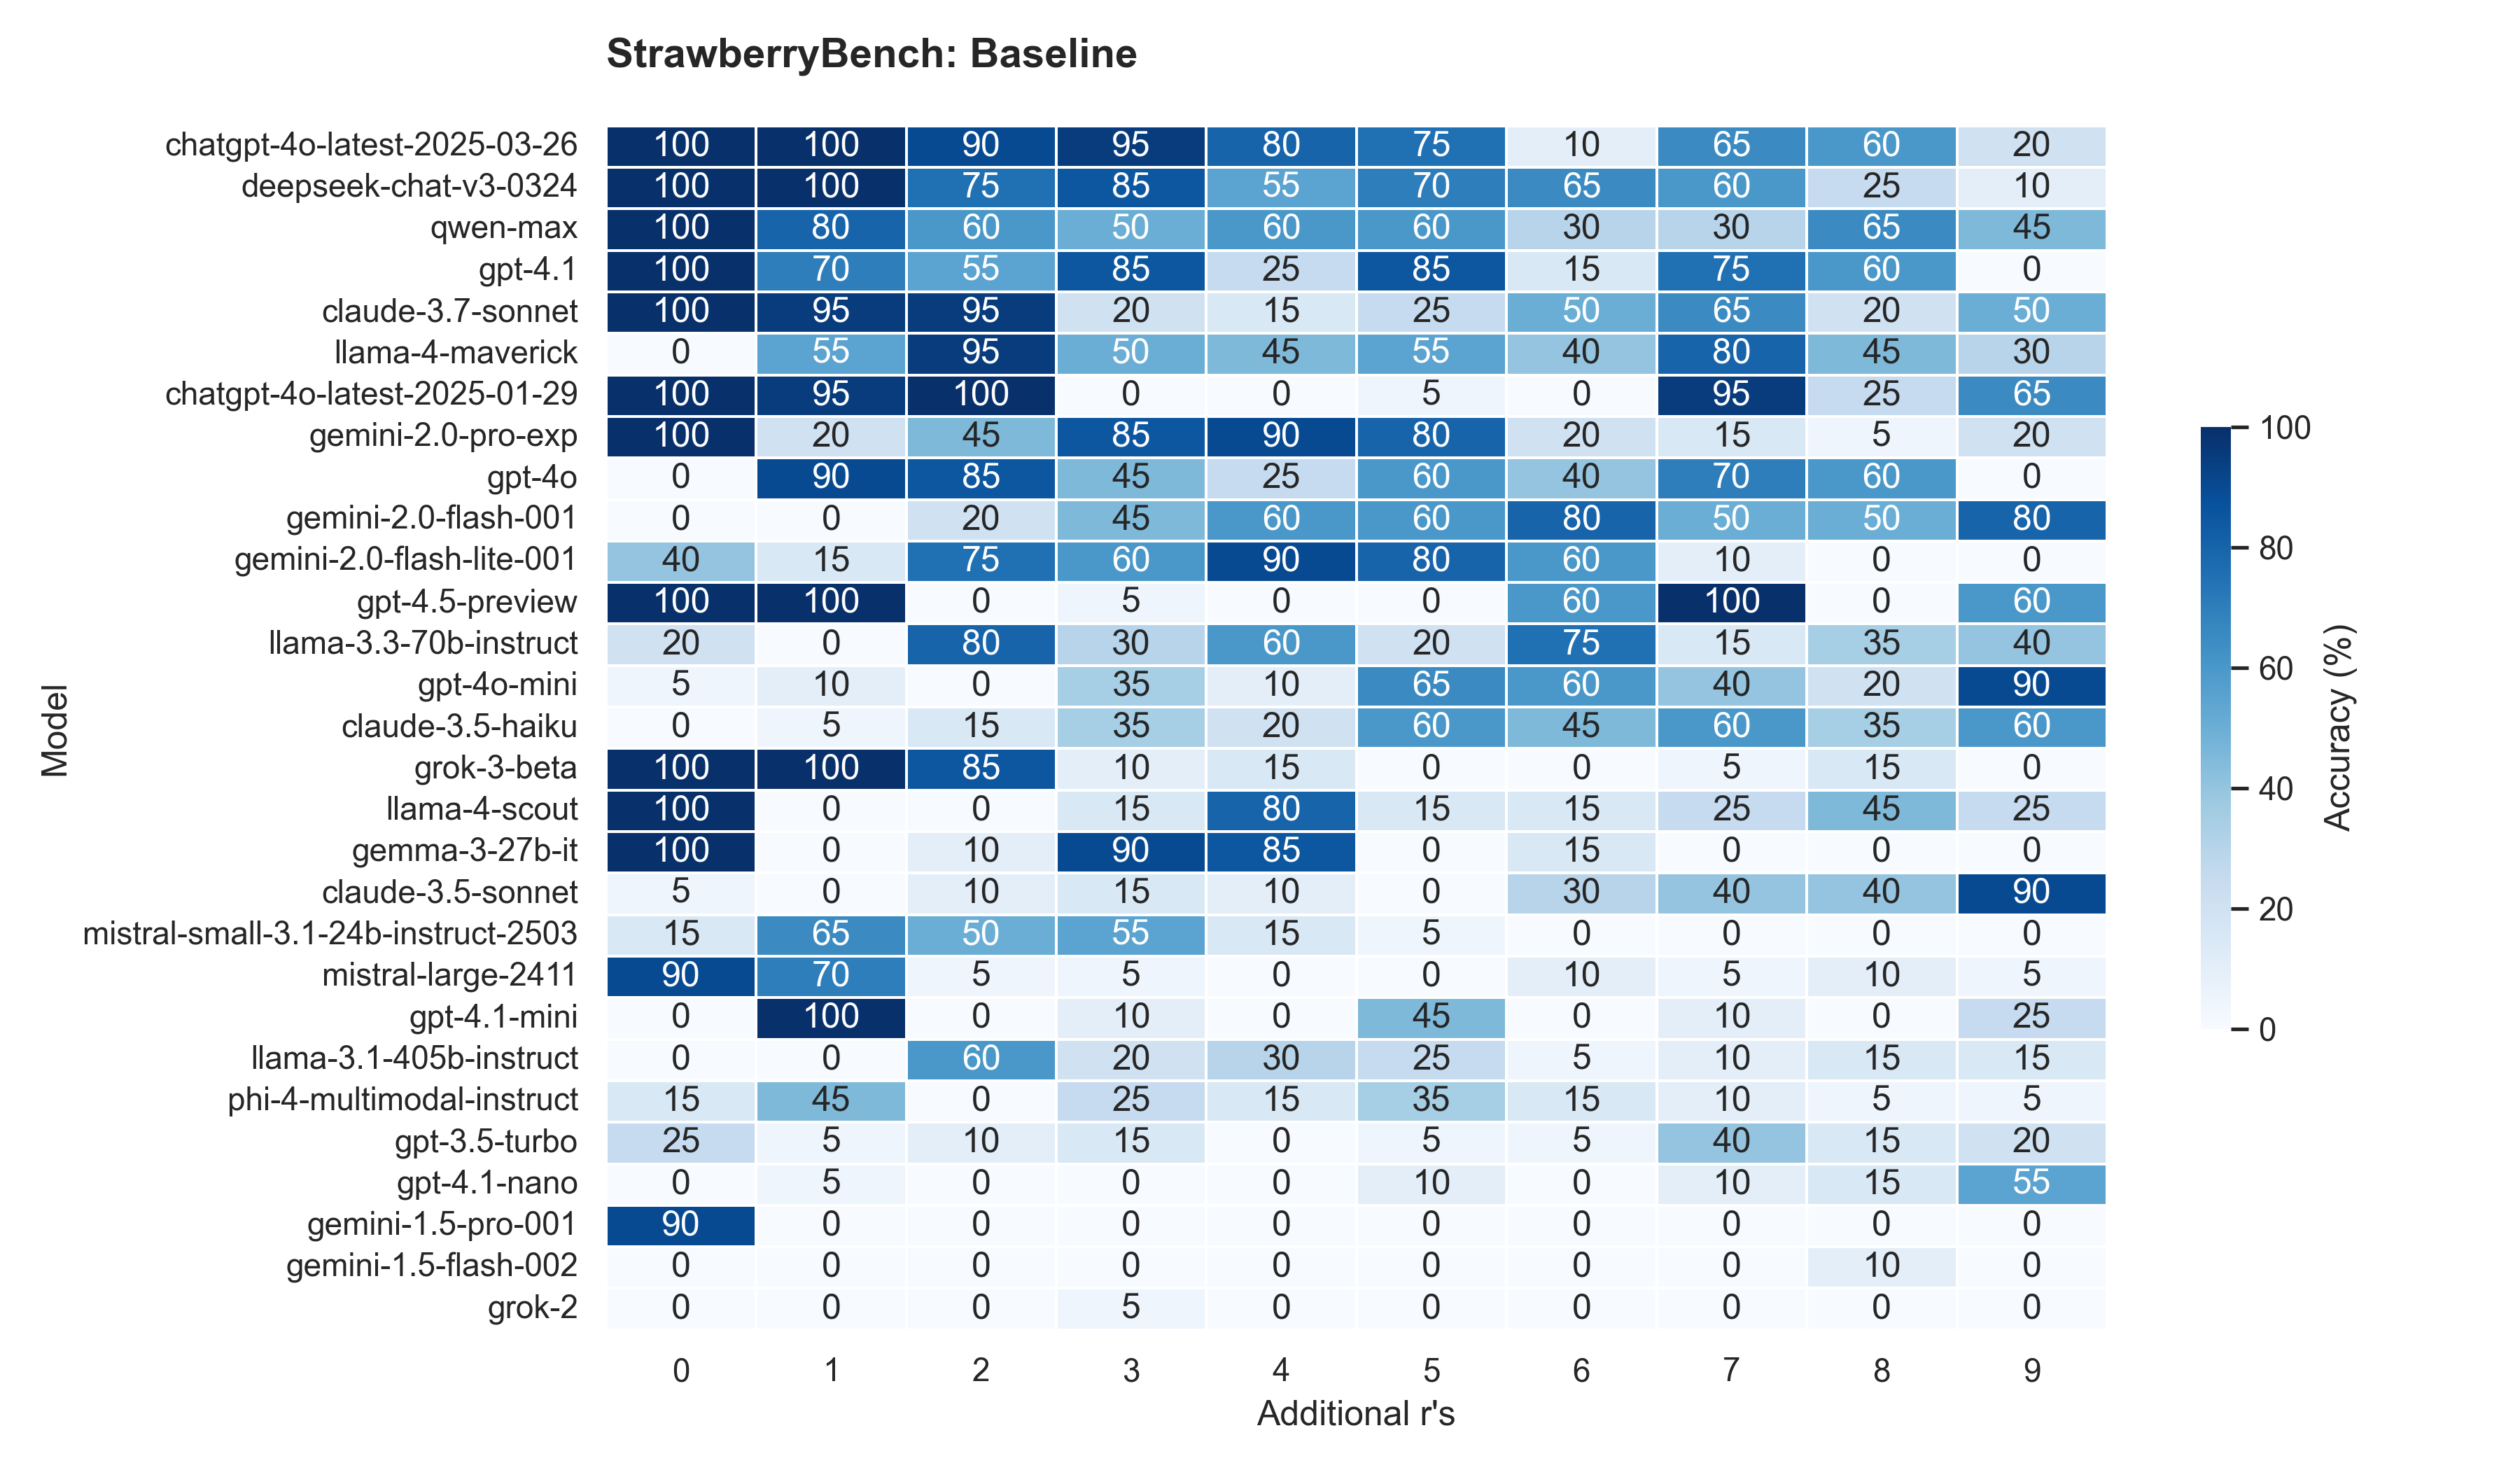 StrawberryBench: Baseline
chatgpt-4o-latest-2025-03-26 100 100 90 95 80 75 10 65 60 20
deepseek-chat-v3-0324 100 100 75 85 55 70 65 60 25 10
qwen-max 100 80 60 50 60 60 30 30 65 45
gpt-4.1 100 70 55 85 25 85 15 75 60 0
claude-3.7-sonnet 100 95 95 20 15 25 50 65 20 50
llama-4-maverick 0 55 95 50 45 55 40 80 45 30
chatgpt-4o-latest-2025-01-29 100 95 100 0 0 5 0 95 25 65
gemini-2.0-pro-exp 100 20 45 85 90 80 20 15 5 20
gpt-4o 0 90 85 45 25 60 40 70 60 0
gemini-2.0-flash-001 0 0 20 45 60 60 80 50 50 80
gemini-2.0-flash-lite-001 40 15 75 60 90 80 60 10 0 0
gpt-4.5-preview 100 100 0 5 0 0 60 100 0 60
llama-3.3-70b-instruct 20 0 80 30 60 20 75 15 35 40
gpt-4o-mini 5 10 0 35 10 65 60 40 20 90
claude-3.5-haiku 0 5 15 35 20 60 45 60 35 60
grok-3-beta 100 100 85 10 15 0 0 5 15 0
llama-4-scout 100 0 0 15 80 15 15 25 45 25
gemma-3-27b-it 100 0 10 90 85 0 15 0 0 0
claude-3.5-sonnet 5 0 10 15 10 0 30 40 40 90
mistral-small-3.1-24b-instruct-2503 15 65 50 55 15 5 0 0 0 0
mistral-large-2411 90 70 5 5 0 0 10 5 10 5
gpt-4.1-mini 0 100 0 10 0 45 0 10 0 25
llama-3.1-405b-instruct 0 0 60 20 30 25 5 10 15 15
phi-4-multimodal-instruct 15 45 0 25 15 35 15 10 5 5
gpt-3.5-turbo 25 5 10 15 0 5 5 40 15 20
gpt-4.1-nano 0 5 0 0 0 10 0 10 15 55
gemini-1.5-pro-001 90 0 0 0 0 0 0 0 0 0
gemini-1.5-flash-002 0 0 0 0 0 0 0 0 10 0
grok-2 0 0 0 5 0 0 0 0 0 0
0 1 2 3 4 5 6 7 8 9
Additional r's
Model
100
80
60
40
20
0
Accuracy (%)